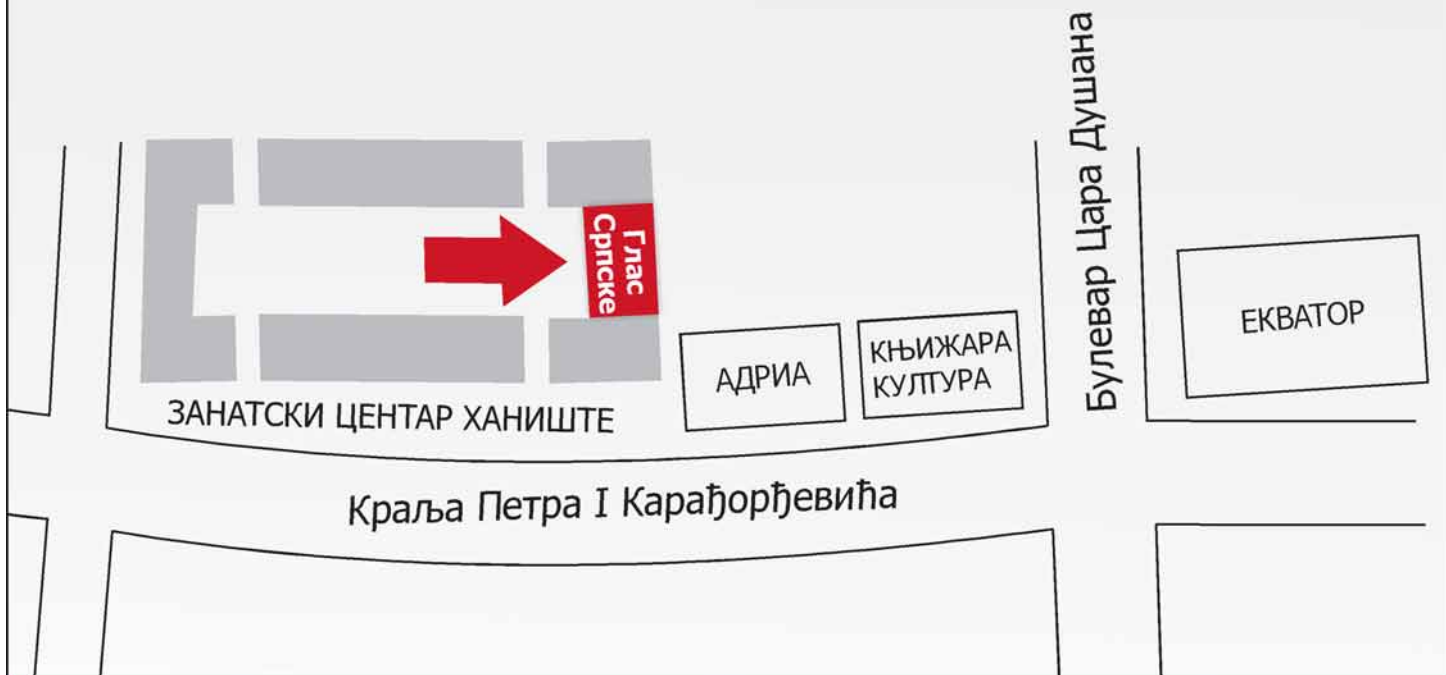 Булевар Цара Душана
Глас
Српске
ЕКВАТОР
АДРИА
КЊИЖАРА
КУЛТУРА
ЗАНАТСКИ ЦЕНТАР ХАНИШТЕ
Краља Петра I Карађорђевића